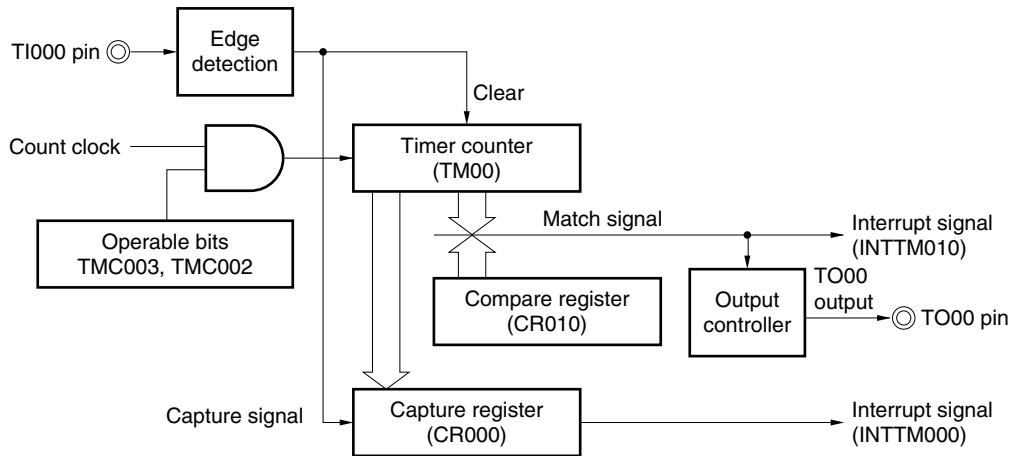 Edge
detection
TI000 pin
Clear
Count clock
Timer counter
(TM00)
Operable bits
TMC003, TMC002
Match signal
Interrupt signal
(INTTM010)
Compare register
(CR010)
Output
controller
TO00
output
TO00 pin
Capture signal
Capture register
(CR000)
Interrupt signal
(INTTM000)